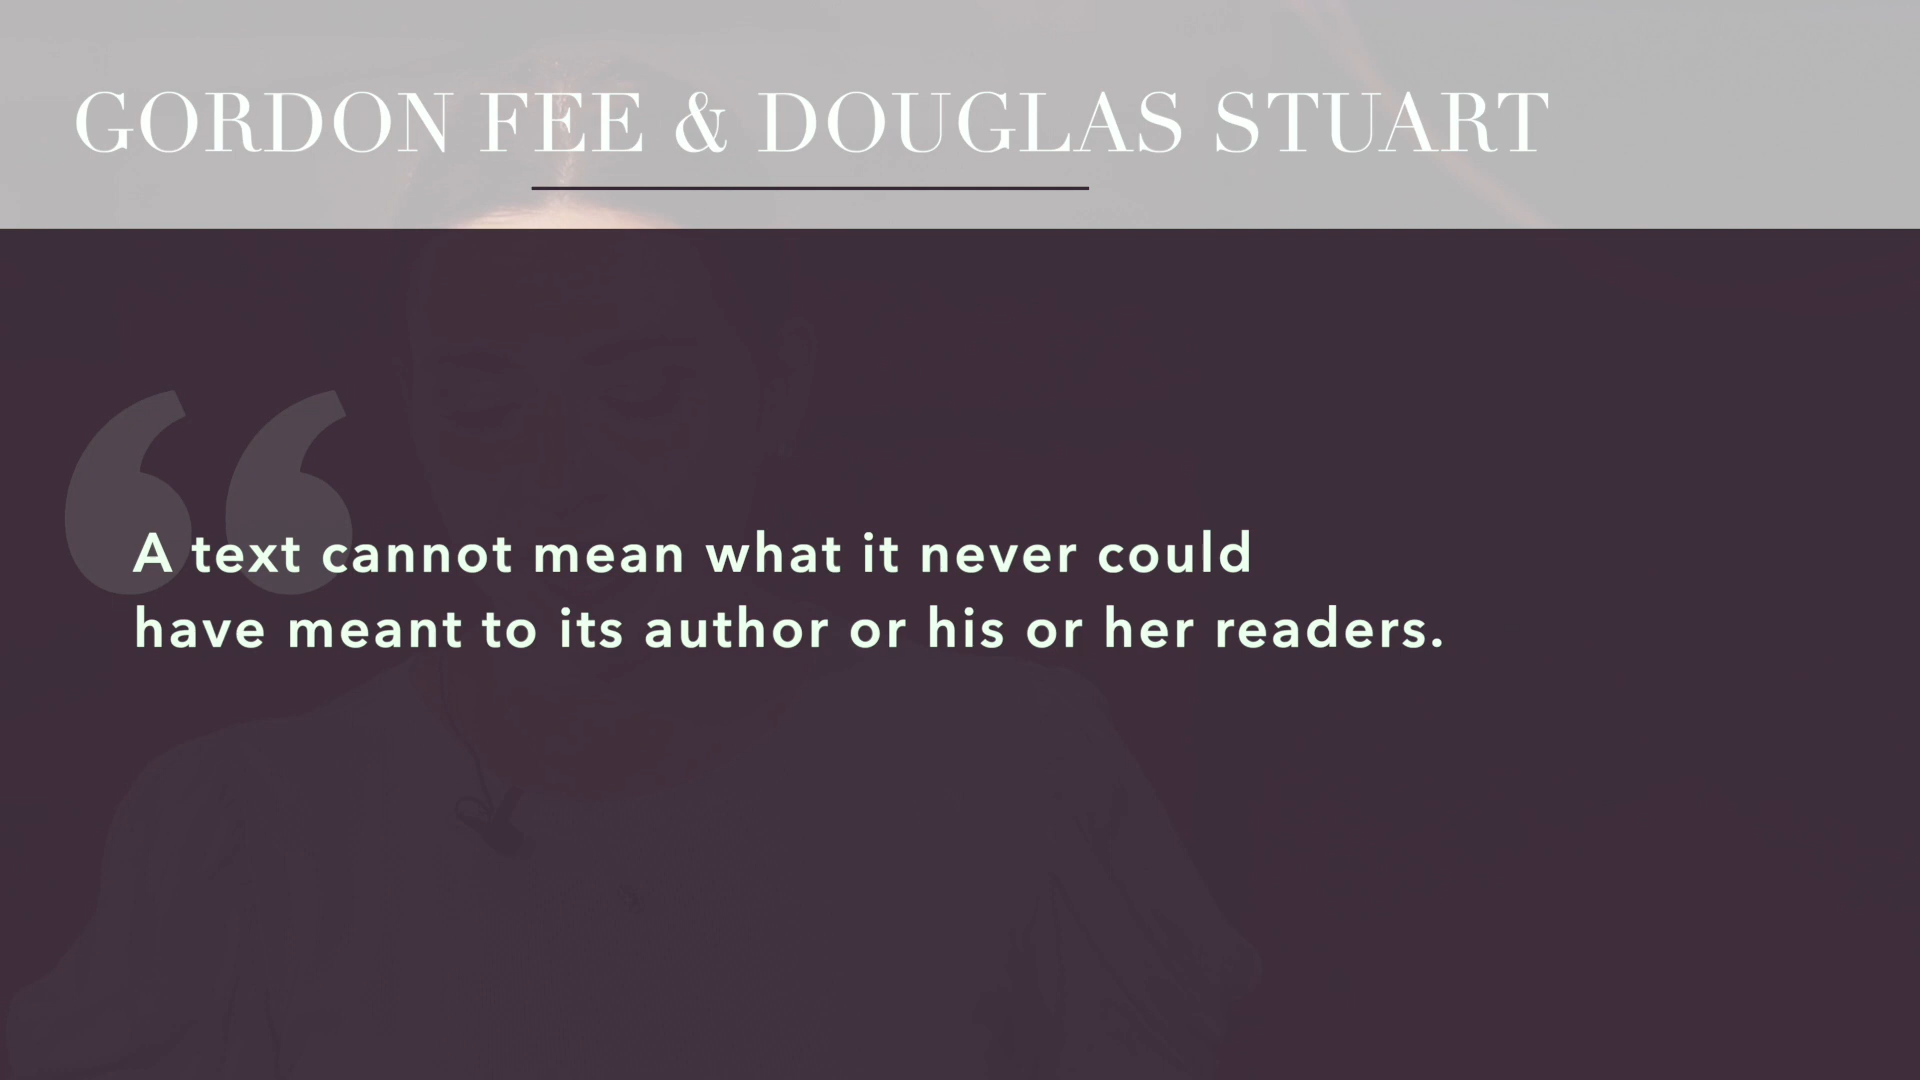 GORDON FEE & DOUGLAS STUART
“
A text cannot mean what it never could
have meant to its author or his or her readers.